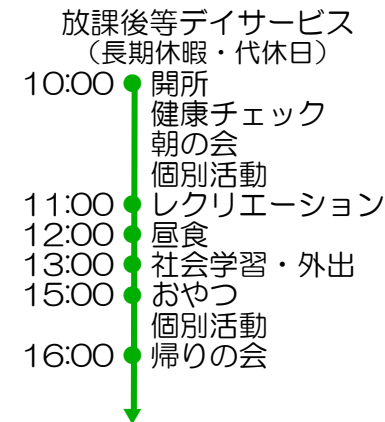 放課後等デイサービス
(長期休暇・代休日)
10:00 開所
健康チェック
朝の会
個別活動
11:00 レクリエーション
12:00 昼食
13:00 社会学習・外出
15:00 おやつ
個別活動
16:00 帰りの会